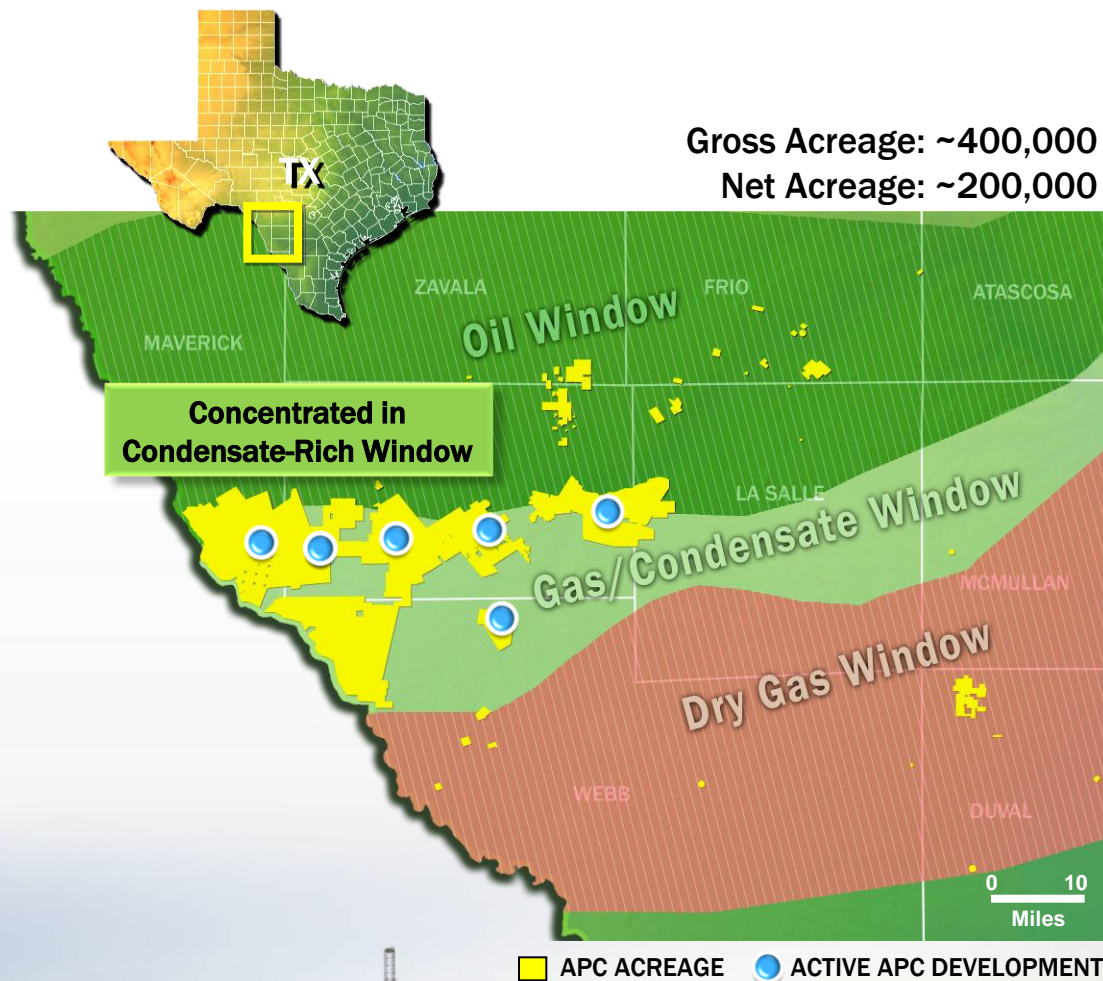 TX
Gross Acreage: ~400,000
Net Acreage: ~200,000
ZAVALA
FRIO
ATASCOSA
Oil Window
MAVERICK
Concentrated in
Condensate-Rich Window
LA SALLE
Gas/Condensate Window
MCMULLAN
Dry Gas Window
WEBB
DUVAL
0 10
Miles
APC ACREAGE
ACTIVE APC DEVELOPMENT